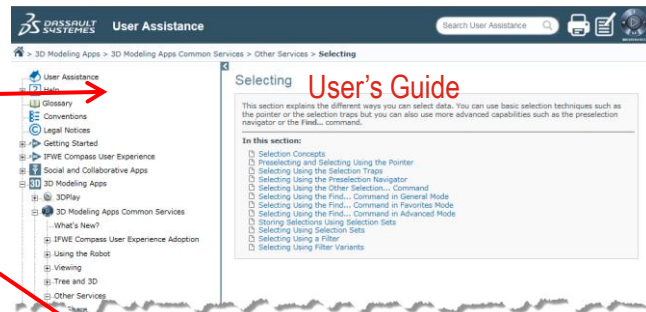 DASSAULT SYSTEMES User Assistance
Search User Assistance
> 3D Modeling Apps > 3D Modeling Apps Common Services > Other Services > Selecting
User Assistance
Help
Glossary
Conventions
Legal Notices
Getting Started
IFWE Compass User Experience
Social and Collaborative Apps
3D Modeling Apps
3DPlay
3D Modeling Apps Common Services
What's New?
IFWE Compass User Experience Adoption
Using the Robot
Viewing
Tree and 3D
Other Services
Share
Selecting
User's Guide
This section explains the different ways you can select data. You can use basic selection techniques such as
the pointer or the selection traps but you can also use more advanced capabilities such as the preselection
navigator or the Find... command.
In this section:
Selection Concepts
Preselecting and Selecting Using the Pointer
Selecting Using the Selection Traps
Selecting Using the Preselection Navigator
Selecting Using the Other Selection... Command
Selecting Using the Find... Command in General Mode
Selecting Using the Find... Command in Favorites Mode
Selecting Using the Find... Command in Advanced Mode
Storing Selections Using Selection Sets
Selecting Using Selection Sets
Selecting Using a Filter
Selecting Using Filter Variants